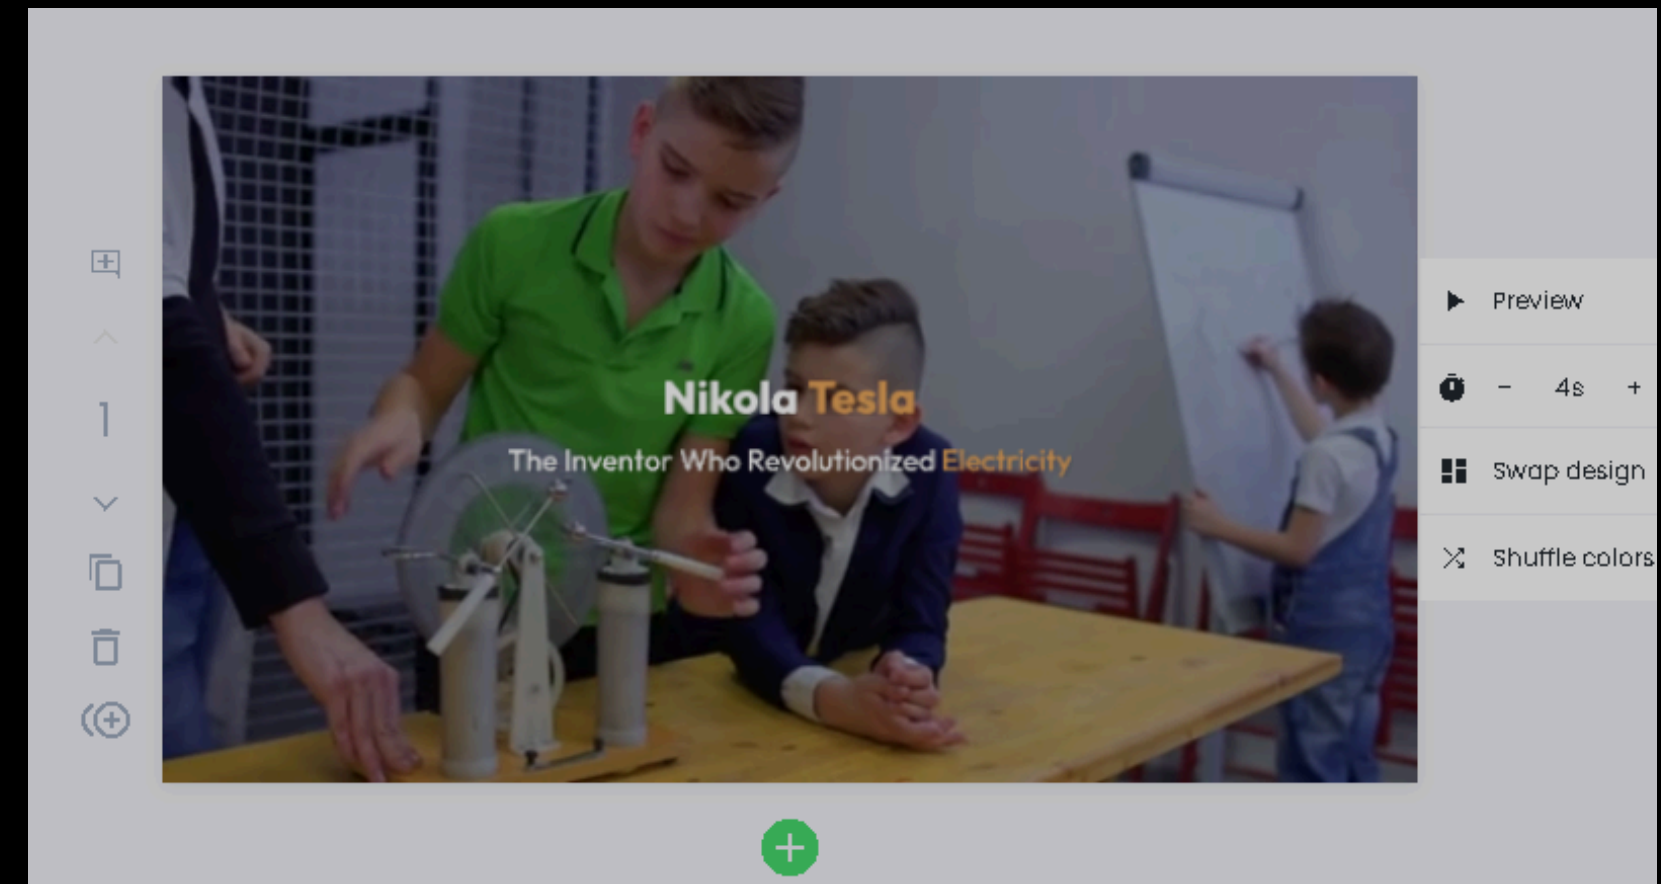 Nikola Tesla
The Inventor Who Revolutionized Electricity
1
Preview
- 4s +
Swap design
Shuffle colors